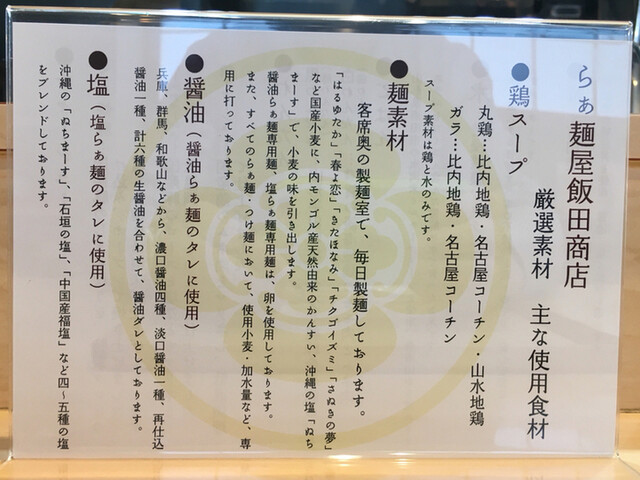 らぁ麺屋飯田商店
厳選素材　主な使用食材
●鶏スープ
丸鶏…比内地鶏・名古屋コーチン・山水地鶏
ガラ…比内地鶏・名古屋コーチン
スープ素材は鶏と水のみです。
●麺素材
客席奥の製麺室で、毎日製麺しております。
「はるゆたか」「春よ恋」「きたほなみ」「チクゴイズミ」「さぬきの夢」
など国産小麦に、内モンゴル産天然由来のかんすい、沖縄の塩「ぬち
まーす」で、小麦の味を引き出します。
醤油らぁ麺専用麺、塩らぁ麺専用麺は、卵を使用しております。
また、すべてのらぁ麺・つけ麺において、使用小麦・加水量など、専
用に打っております。
●醤油（醤油らぁ麺のタレに使用）
兵庫、群馬、和歌山などから、濃口醤油四種、淡口醤油一種、再仕込
醤油一種、計六種の生醤油を合わせて、醤油ダレとしております。
●塩（塩らぁ麺のタレに使用）
沖縄の「ぬちまーす」、「石垣の塩」、「中国産福塩」など四～五種の塩
をブレンドしております。